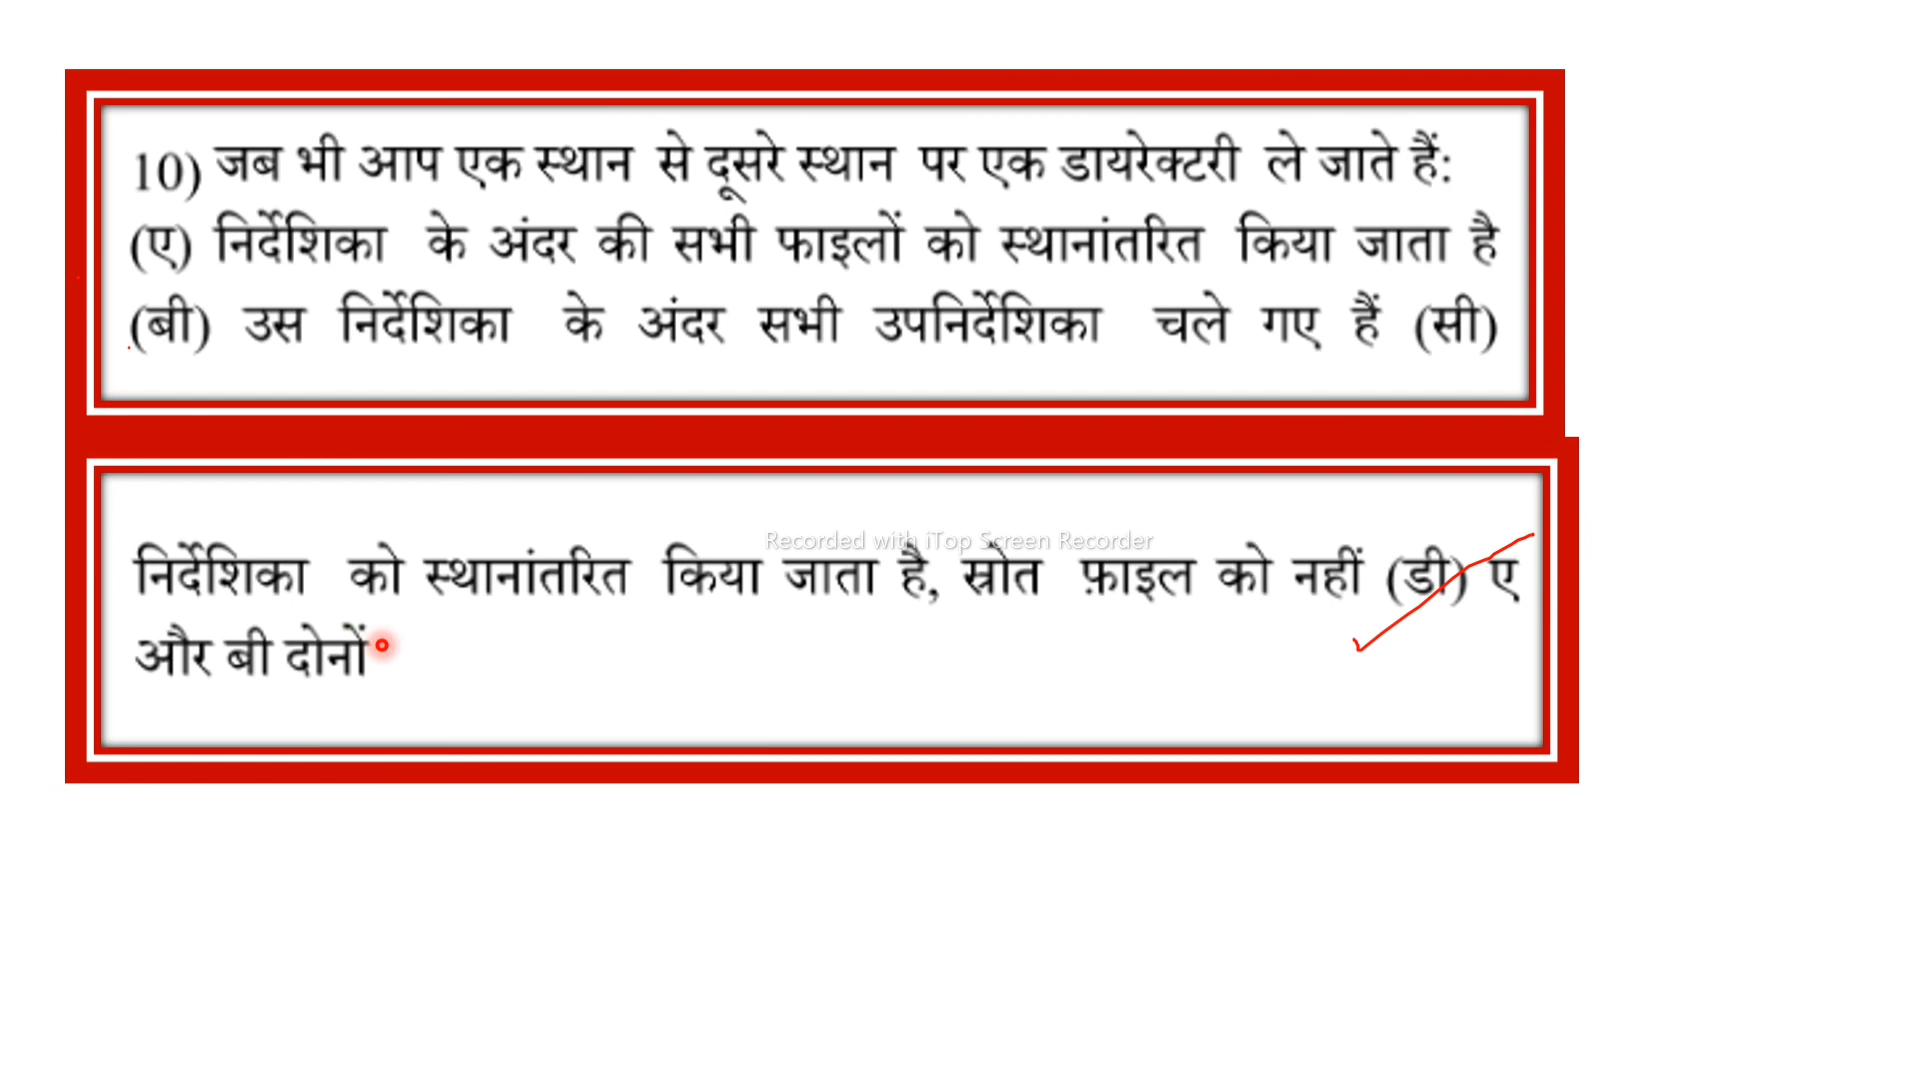 10) जब भी आप एक स्थान से दूसरे स्थान पर एक डायरेक्टरी ले जाते हैं:
(ए) निर्देशिका के अंदर की सभी फाइलों को स्थानांतरित किया जाता है
(बी) उस निर्देशिका के अंदर सभी उपनिर्देशिका चले गए हैं (सी)
Recorded with iTop Screen Recorder
निर्देशिका को स्थानांतरित किया जाता है, स्रोत फ़ाइल को नहीं (डी) ए
और बी दोनों